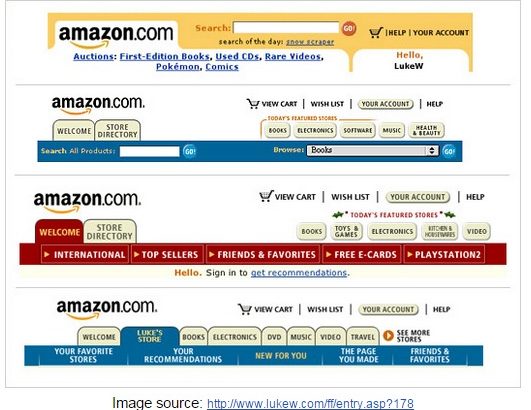 amazon.com
Search: GO!
search of the day: snow scraper
HELP | YOUR ACCOUNT
Auctions: First-Edition Books, Used CDs, Rare Videos,
Pokémon, Comics
Hello,
LukeW
amazon.com.
VIEW CART | WISH LIST | YOUR ACCOUNT | HELP
WELCOME STORE DIRECTORY
TODAY'S FEATURED STORES
BOOKS ELECTRONICS SOFTWARE MUSIC HEALTH & BEAUTY
Search All Products: GO! Browse: Books GO!
amazon.com.
VIEW CART | WISH LIST | YOUR ACCOUNT | HELP
WELCOME STORE DIRECTORY
TODAY'S FEATURED STORES
BOOKS TOYS & GAMES ELECTRONICS KITCHEN & HOUSEWARES VIDEO
INTERNATIONAL TOP SELLERS FRIENDS & FAVORITES FREE E-CARDS PLAYSTATION2
Hello. Sign in to get recommendations.
amazon.com.
VIEW CART | WISH LIST | YOUR ACCOUNT | HELP
WELCOME LUKE'S STORE BOOKS ELECTRONICS DVD MUSIC VIDEO TRAVEL SEE MORE STORES
YOUR FAVORITE STORES YOUR RECOMMENDATIONS NEW FOR YOU THE PAGE YOU MADE FRIENDS & FAVORITES
Image source: http://www.lukew.com/ff/entry.asp?178